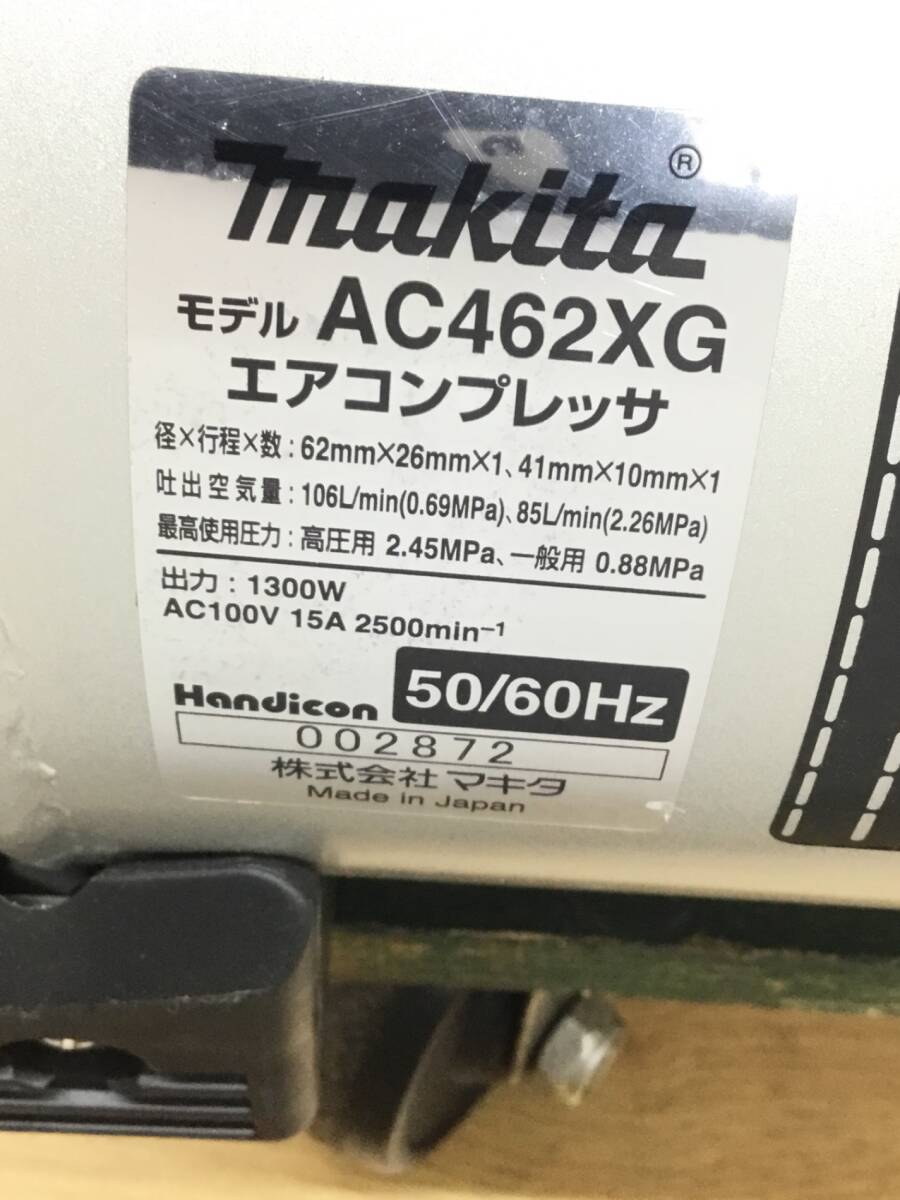 makita®
モデル AC462XG
エアコンプレッサ
径×行程×数：62mm×26mm×1、41mm×10mm×1
吐出空気量：106L/min(0.69MPa)、85L/min(2.26MPa)
最高使用圧力：高圧用 2.45MPa、一般用 0.88MPa
出力：1300W
AC100V 15A 2500min⁻¹
Handicon 50/60Hz
002872
株式会社 マキタ
Made in Japan